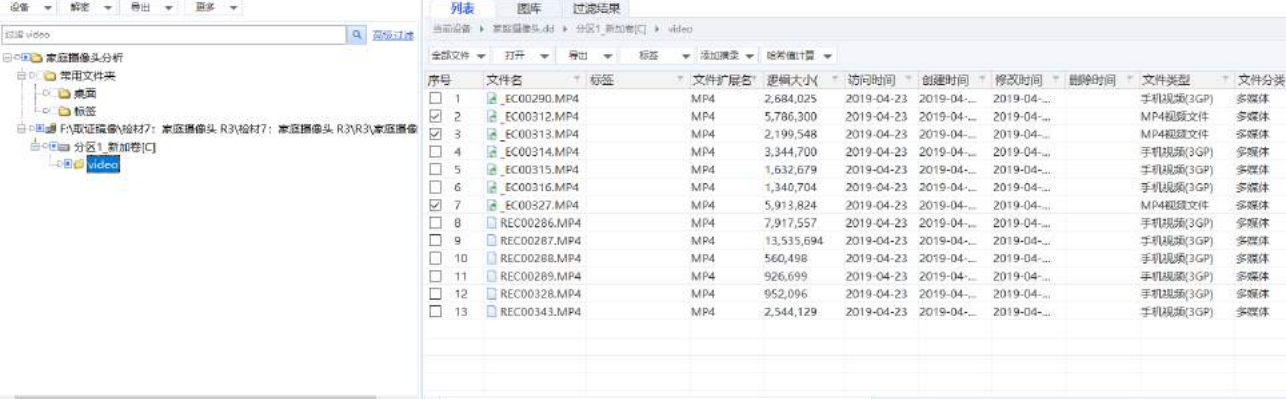 设备 解密 导出 更多
列表 图库 过滤结果
过滤 video 高级过滤
当前设备 家庭摄像头.dd 分区1_新加卷[C] video
全部文件 打开 导出 标签 添加摘录 哈希值计算
家庭摄像头分析
常用文件夹
桌面
标签
F:\取证镜像\检材7：家庭摄像头 R3\检材7：家庭摄像头 R3\R3\家庭摄像
分区1_新加卷[C]
video
序号 文件名 标签 文件扩展名 逻辑大小( 访问时间 创建时间 修改时间 删除时间 文件类型 文件分类
1 _EC00290.MP4 MP4 2,684,025 2019-04-23 2019-04-... 2019-04-... 手机视频(3GP) 多媒体
2 _EC00312.MP4 MP4 5,786,300 2019-04-23 2019-04-... 2019-04-... MP4视频文件 多媒体
3 _EC00313.MP4 MP4 2,199,548 2019-04-23 2019-04-... 2019-04-... MP4视频文件 多媒体
4 _EC00314.MP4 MP4 3,344,700 2019-04-23 2019-04-... 2019-04-... 手机视频(3GP) 多媒体
5 _EC00315.MP4 MP4 1,632,679 2019-04-23 2019-04-... 2019-04-... 手机视频(3GP) 多媒体
6 _EC00316.MP4 MP4 1,340,704 2019-04-23 2019-04-... 2019-04-... 手机视频(3GP) 多媒体
7 _EC00327.MP4 MP4 5,913,824 2019-04-23 2019-04-... 2019-04-... MP4视频文件 多媒体
8 REC00286.MP4 MP4 7,917,557 2019-04-23 2019-04-... 2019-04-... 手机视频(3GP) 多媒体
9 REC00287.MP4 MP4 13,535,694 2019-04-23 2019-04-... 2019-04-... 手机视频(3GP) 多媒体
10 REC00288.MP4 MP4 560,498 2019-04-23 2019-04-... 2019-04-... 手机视频(3GP) 多媒体
11 REC00289.MP4 MP4 926,699 2019-04-23 2019-04-... 2019-04-... 手机视频(3GP) 多媒体
12 REC00328.MP4 MP4 952,096 2019-04-23 2019-04-... 2019-04-... 手机视频(3GP) 多媒体
13 REC00343.MP4 MP4 2,544,129 2019-04-23 2019-04-... 2019-04-... 手机视频(3GP) 多媒体